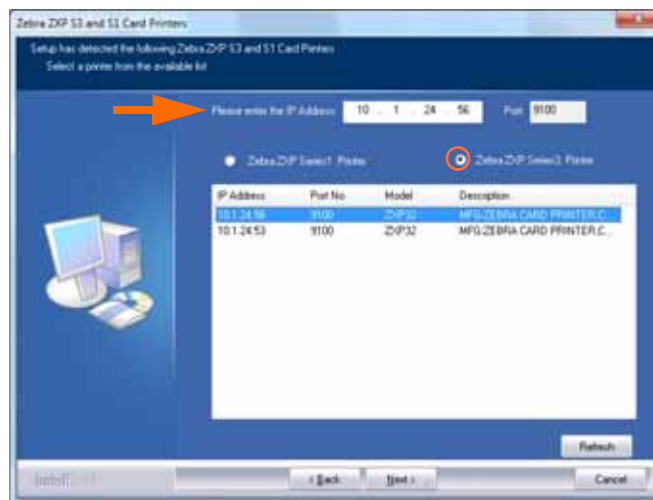 Zebra ZXP S3 and S1 Card Printers
Setup has detected the following Zebra ZXP S3 and S1 Card Printers
Select a printer from the available list
Please enter the IP Address 10 . 1 . 24 . 56 Port 9100
Zebra ZXP Series1 Printer Zebra ZXP Series3 Printer
IP Address Port No Model Description
10.1.24.56 9100 ZXP32 MFG:ZEBRA CARD PRINTER,C...
10.1.24.53 9100 ZXP32 MFG:ZEBRA CARD PRINTER,C...
Refresh
< Back Next > Cancel